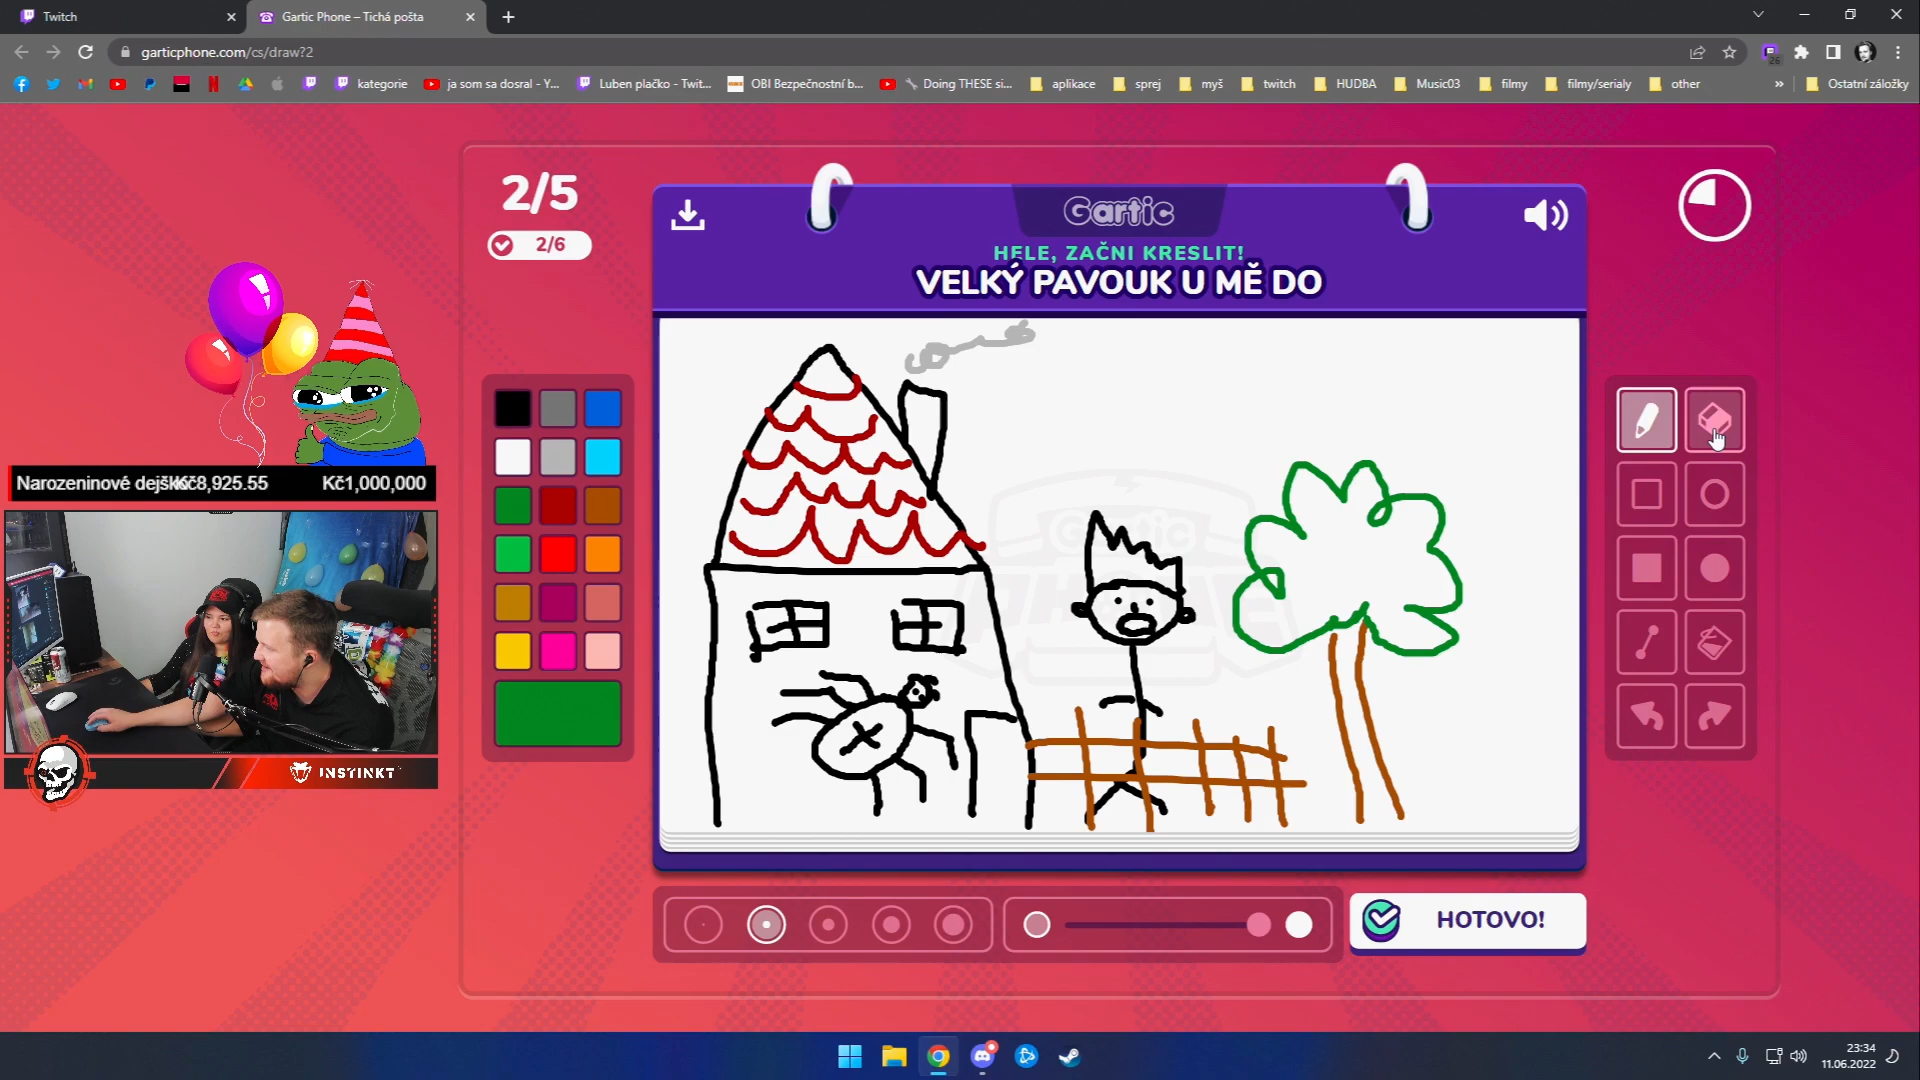 Twitch
Gartic Phone – Tichá pošta
garticphone.com/cs/draw?2
kategorie
ja som sa dosral - Y...
Luben plačko - Twit...
OBI Bezpečnostní b...
Doing THESE si...
aplikace
sprej
myš
twitch
HUDBA
Music03
filmy
filmy/serialy
other
»
Ostatní záložky
2/5
2/6
Gartic
HELE, ZAČNI KRESLIT!
VELKÝ PAVOUK U MĚ DO
Kč8,925.55
Kč1,000,000
INSTINKT
HOTOVO!
23:34
11.06.2022